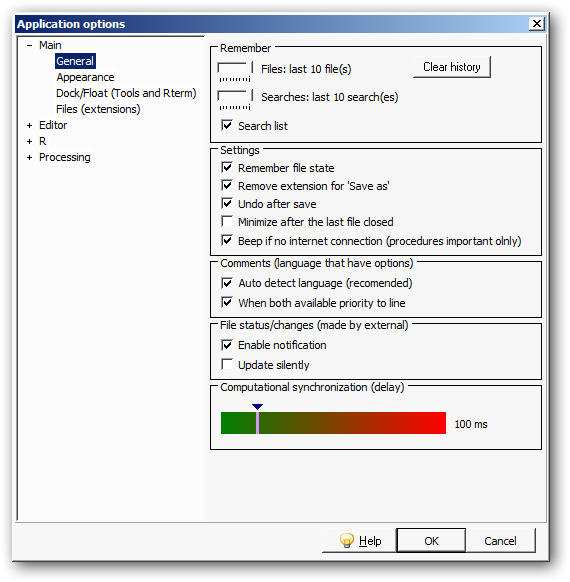 Application options
Main
General
Appearance
Dock/Float (Tools and Rterm)
Files (extensions)
Editor
R
Processing
Remember
Files: last 10 file(s)
Clear history
Searches: last 10 search(es)
Search list
Settings
Remember file state
Remove extension for 'Save as'
Undo after save
Minimize after the last file closed
Beep if no internet connection (procedures important olnly)
Comments (language that have options)
Auto detect language (recomended)
When both available priority to line
File status/changes (made by external)
Enable notification
Update silently
Computational synchronization (delay)
100 ms
Help
OK
Cancel